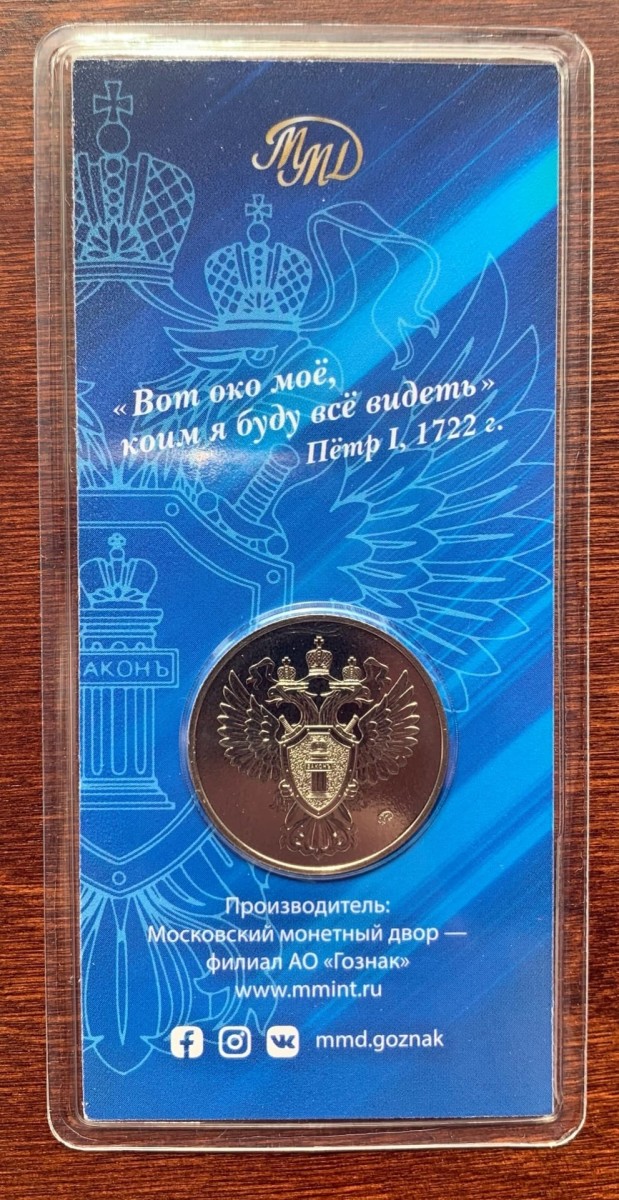 ММД
«Вот око моё,
коим я буду всё видеть»
Пётр I, 1722 г.
АКОНЪ
ЗАКОНЪ
Производитель:
Московский монетный двор —
филиал АО «Гознак»
www.mmint.ru
mmd.goznak